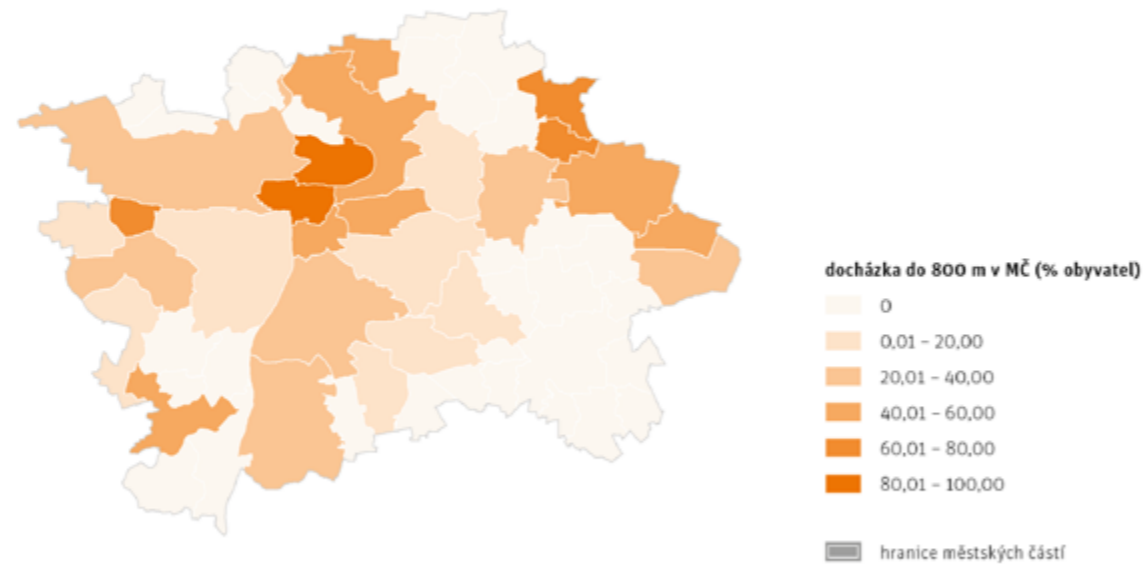 docházka do 800 m v MČ (% obyvatel)
0
0,01 – 20,00
20,01 – 40,00
40,01 – 60,00
60,01 – 80,00
80,01 – 100,00
hranice městských částí